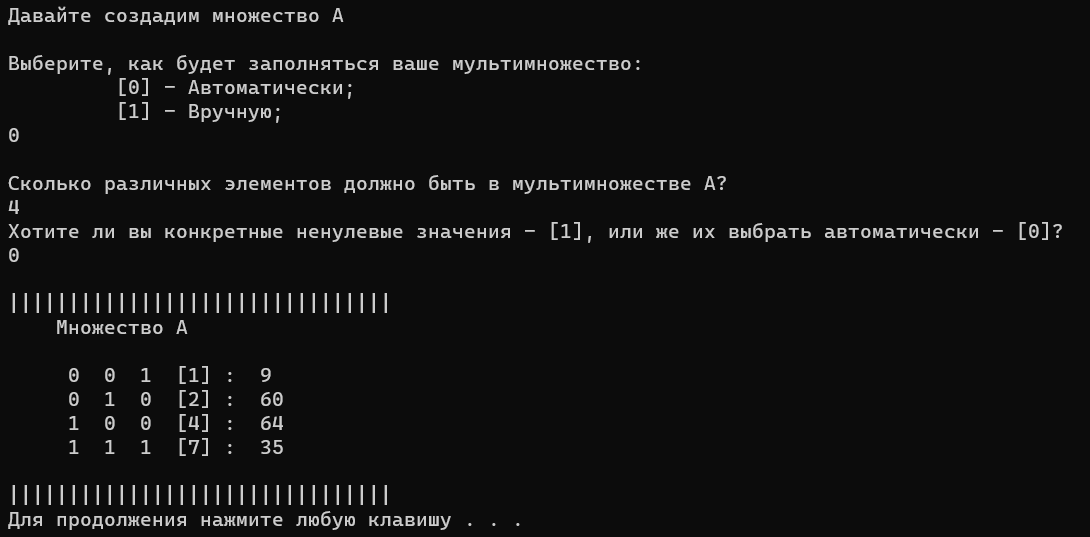 Давайте создадим множество A
Выберите, как будет заполняться ваше мультимножество:
[0] - Автоматически;
[1] - Вручную;
0
Сколько различных элементов должно быть в мультимножестве A?
4
Хотите ли вы конкретные ненулевые значения - [1], или же их выбрать автоматически - [0]?
0
||||||||||||||||||||||||||||||||
Множество A
0 0 1 [1] : 9
0 1 0 [2] : 60
1 0 0 [4] : 64
1 1 1 [7] : 35
||||||||||||||||||||||||||||||||
Для продолжения нажмите любую клавишу . . .